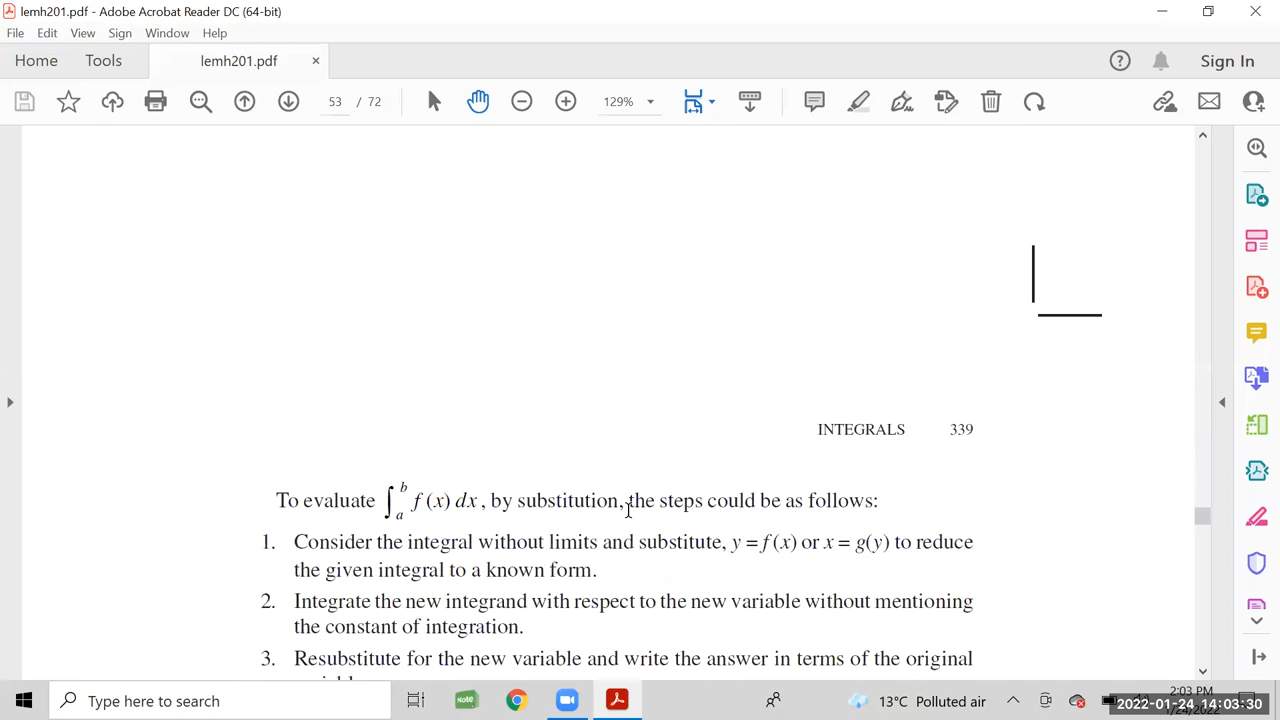 lemh201.pdf - Adobe Acrobat Reader DC (64-bit)
File Edit View Sign Window Help
Home Tools lemh201.pdf × Sign In
53 / 72 129%
INTEGRALS 339
To evaluate ∫_a^b f (x) dx, by substitution, the steps could be as follows:
1. Consider the integral without limits and substitute, y = f (x) or x = g(y) to reduce
the given integral to a known form.
2. Integrate the new integrand with respect to the new variable without mentioning
the constant of integration.
3. Resubstitute for the new variable and write the answer in terms of the original
Type here to search Note 13°C Polluted air 2:03 PM
2022-01-24 14:03:30